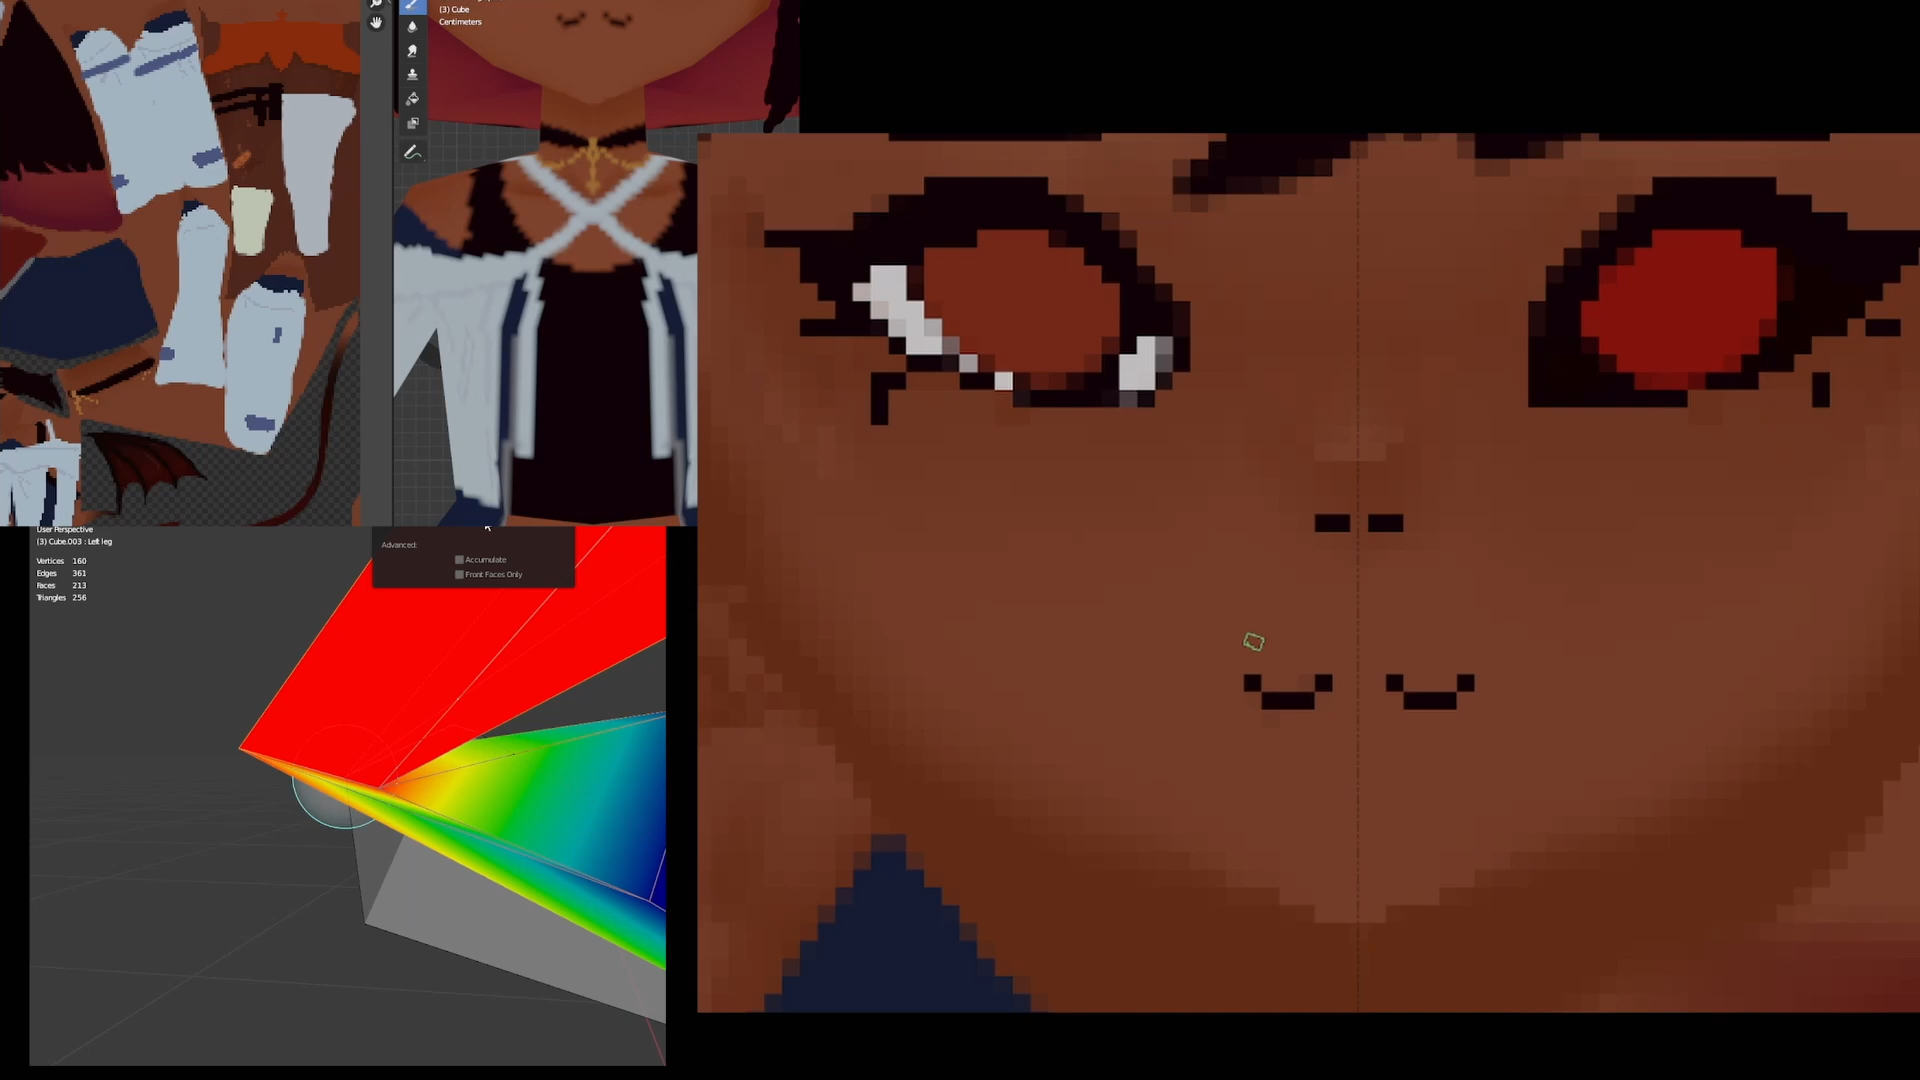 (3) Cube
Centimeters
User Perspective
(3) Cube.003 : Left leg
Vertices 160
Edges 361
Faces 213
Triangles 256
Advanced:
Accumulate
Front Faces Only